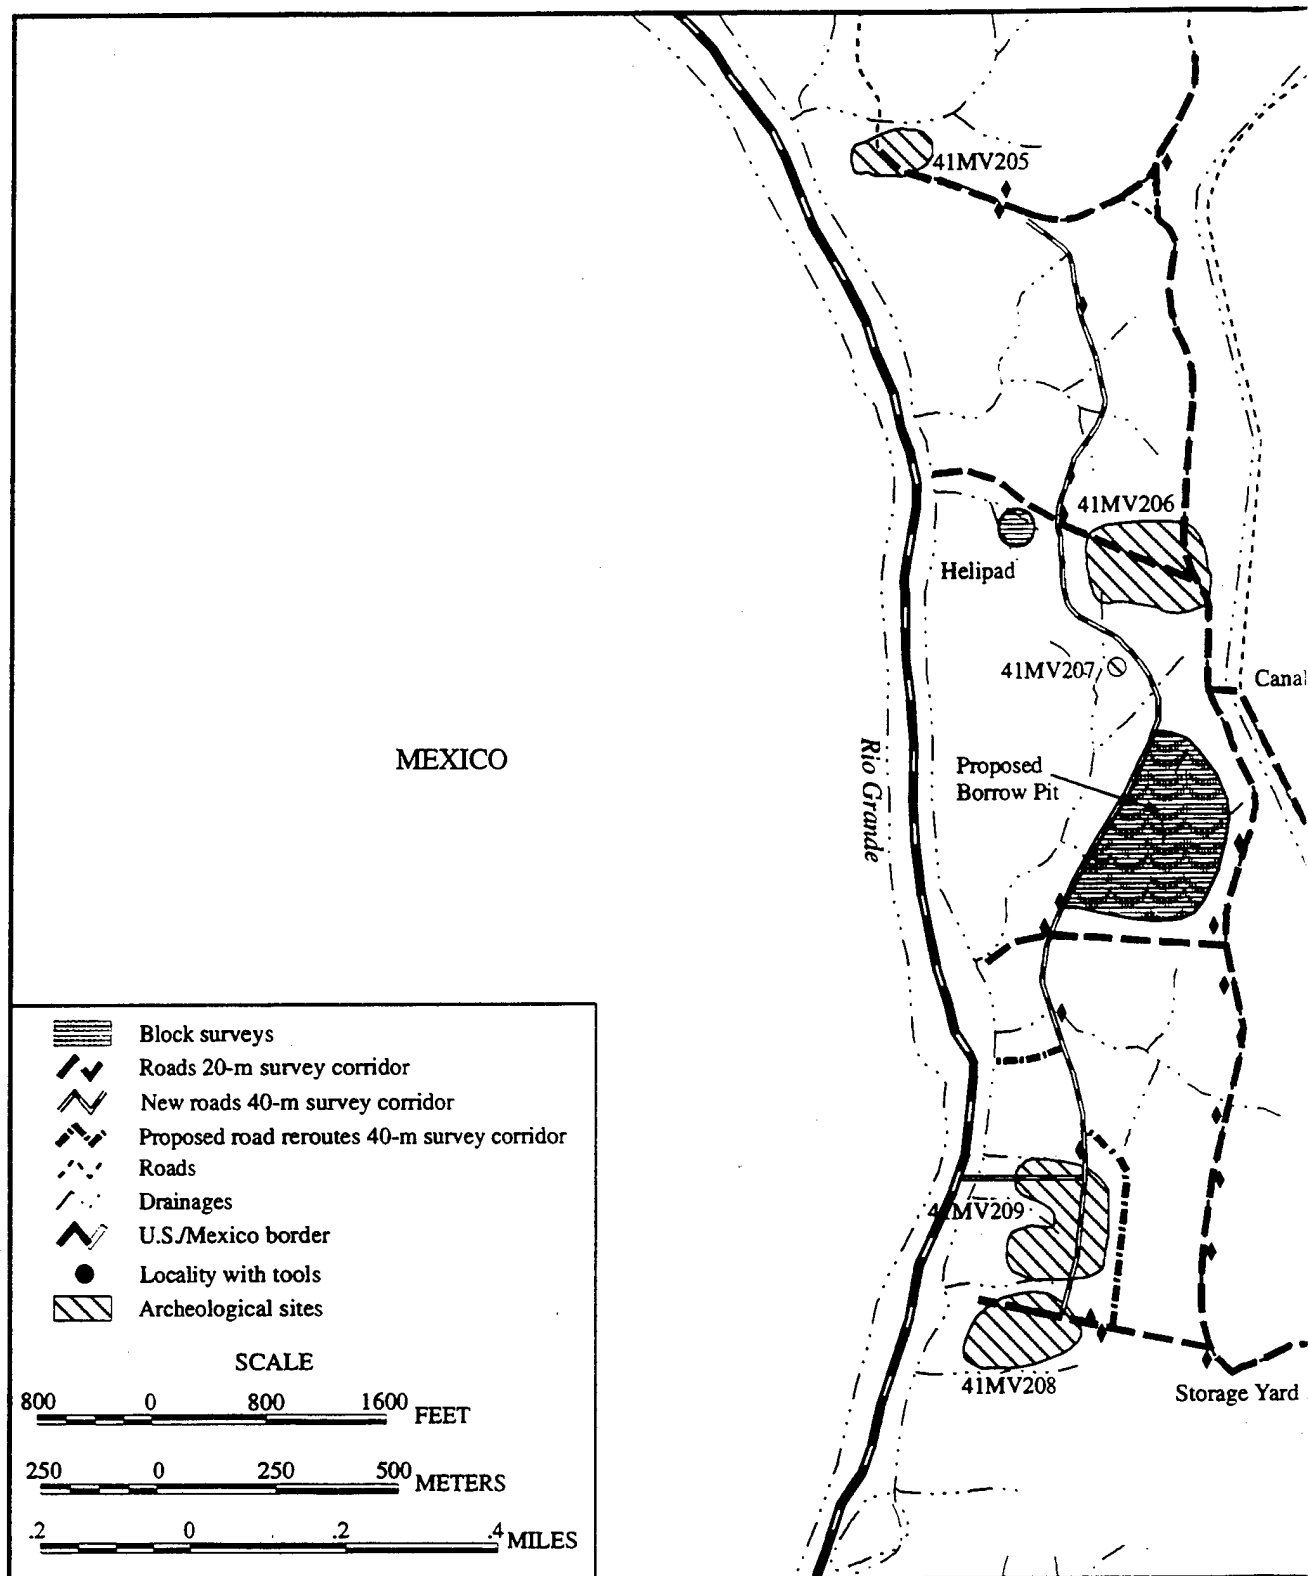 41MV205
41MV206
Helipad
41MV207
Canal
MEXICO
Rio Grande
Proposed
Borrow Pit
41MV209
41MV208
Storage Yard
Block surveys
Roads 20-m survey corridor
New roads 40-m survey corridor
Proposed road reroutes 40-m survey corridor
Roads
Drainages
U.S./Mexico border
Locality with tools
Archeological sites
SCALE
800 0 800 1600 FEET
250 0 250 500 METERS
.2 0 .2 .4 MILES